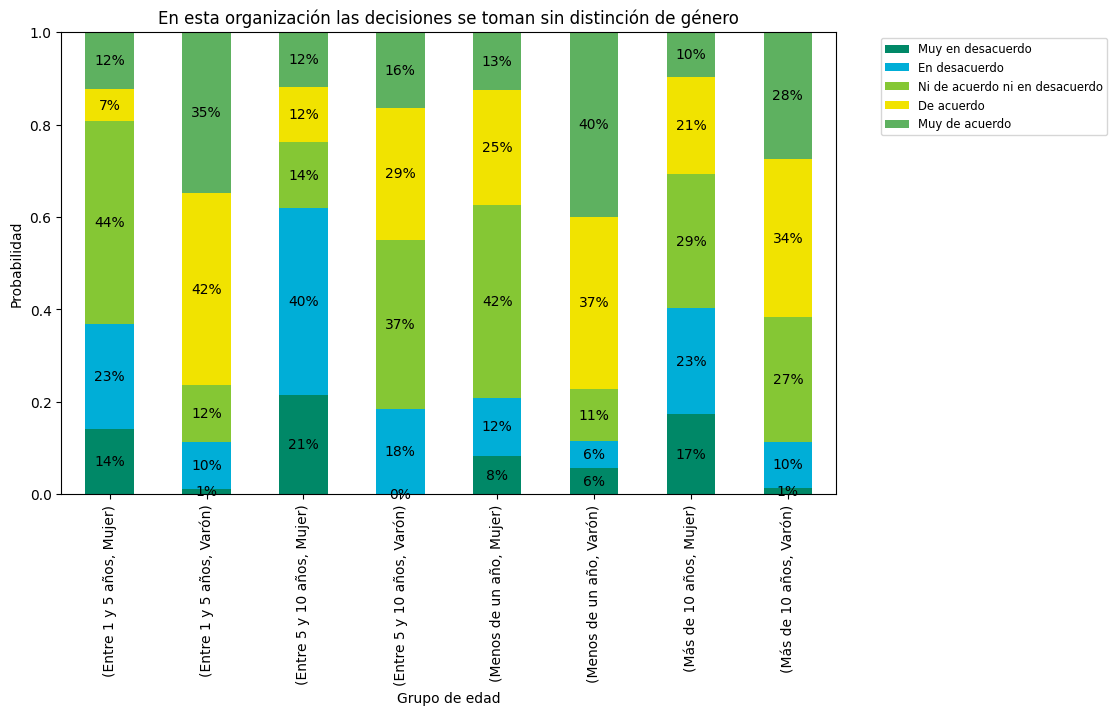 En esta organización las decisiones se toman sin distinción de género
Probabilidad
1.0
0.8
0.6
0.4
0.2
0.0
12%
7%
44%
23%
14%
35%
42%
12%
10%
1%
12%
12%
14%
40%
21%
16%
29%
37%
18%
0%
13%
25%
42%
12%
8%
40%
37%
11%
6%
6%
10%
21%
29%
23%
17%
28%
34%
27%
10%
1%
(Entre 1 y 5 años, Mujer)
(Entre 1 y 5 años, Varón)
(Entre 5 y 10 años, Mujer)
(Entre 5 y 10 años, Varón)
(Menos de un año, Mujer)
(Menos de un año, Varón)
(Más de 10 años, Mujer)
(Más de 10 años, Varón)
Grupo de edad
Muy en desacuerdo
En desacuerdo
Ni de acuerdo ni en desacuerdo
De acuerdo
Muy de acuerdo